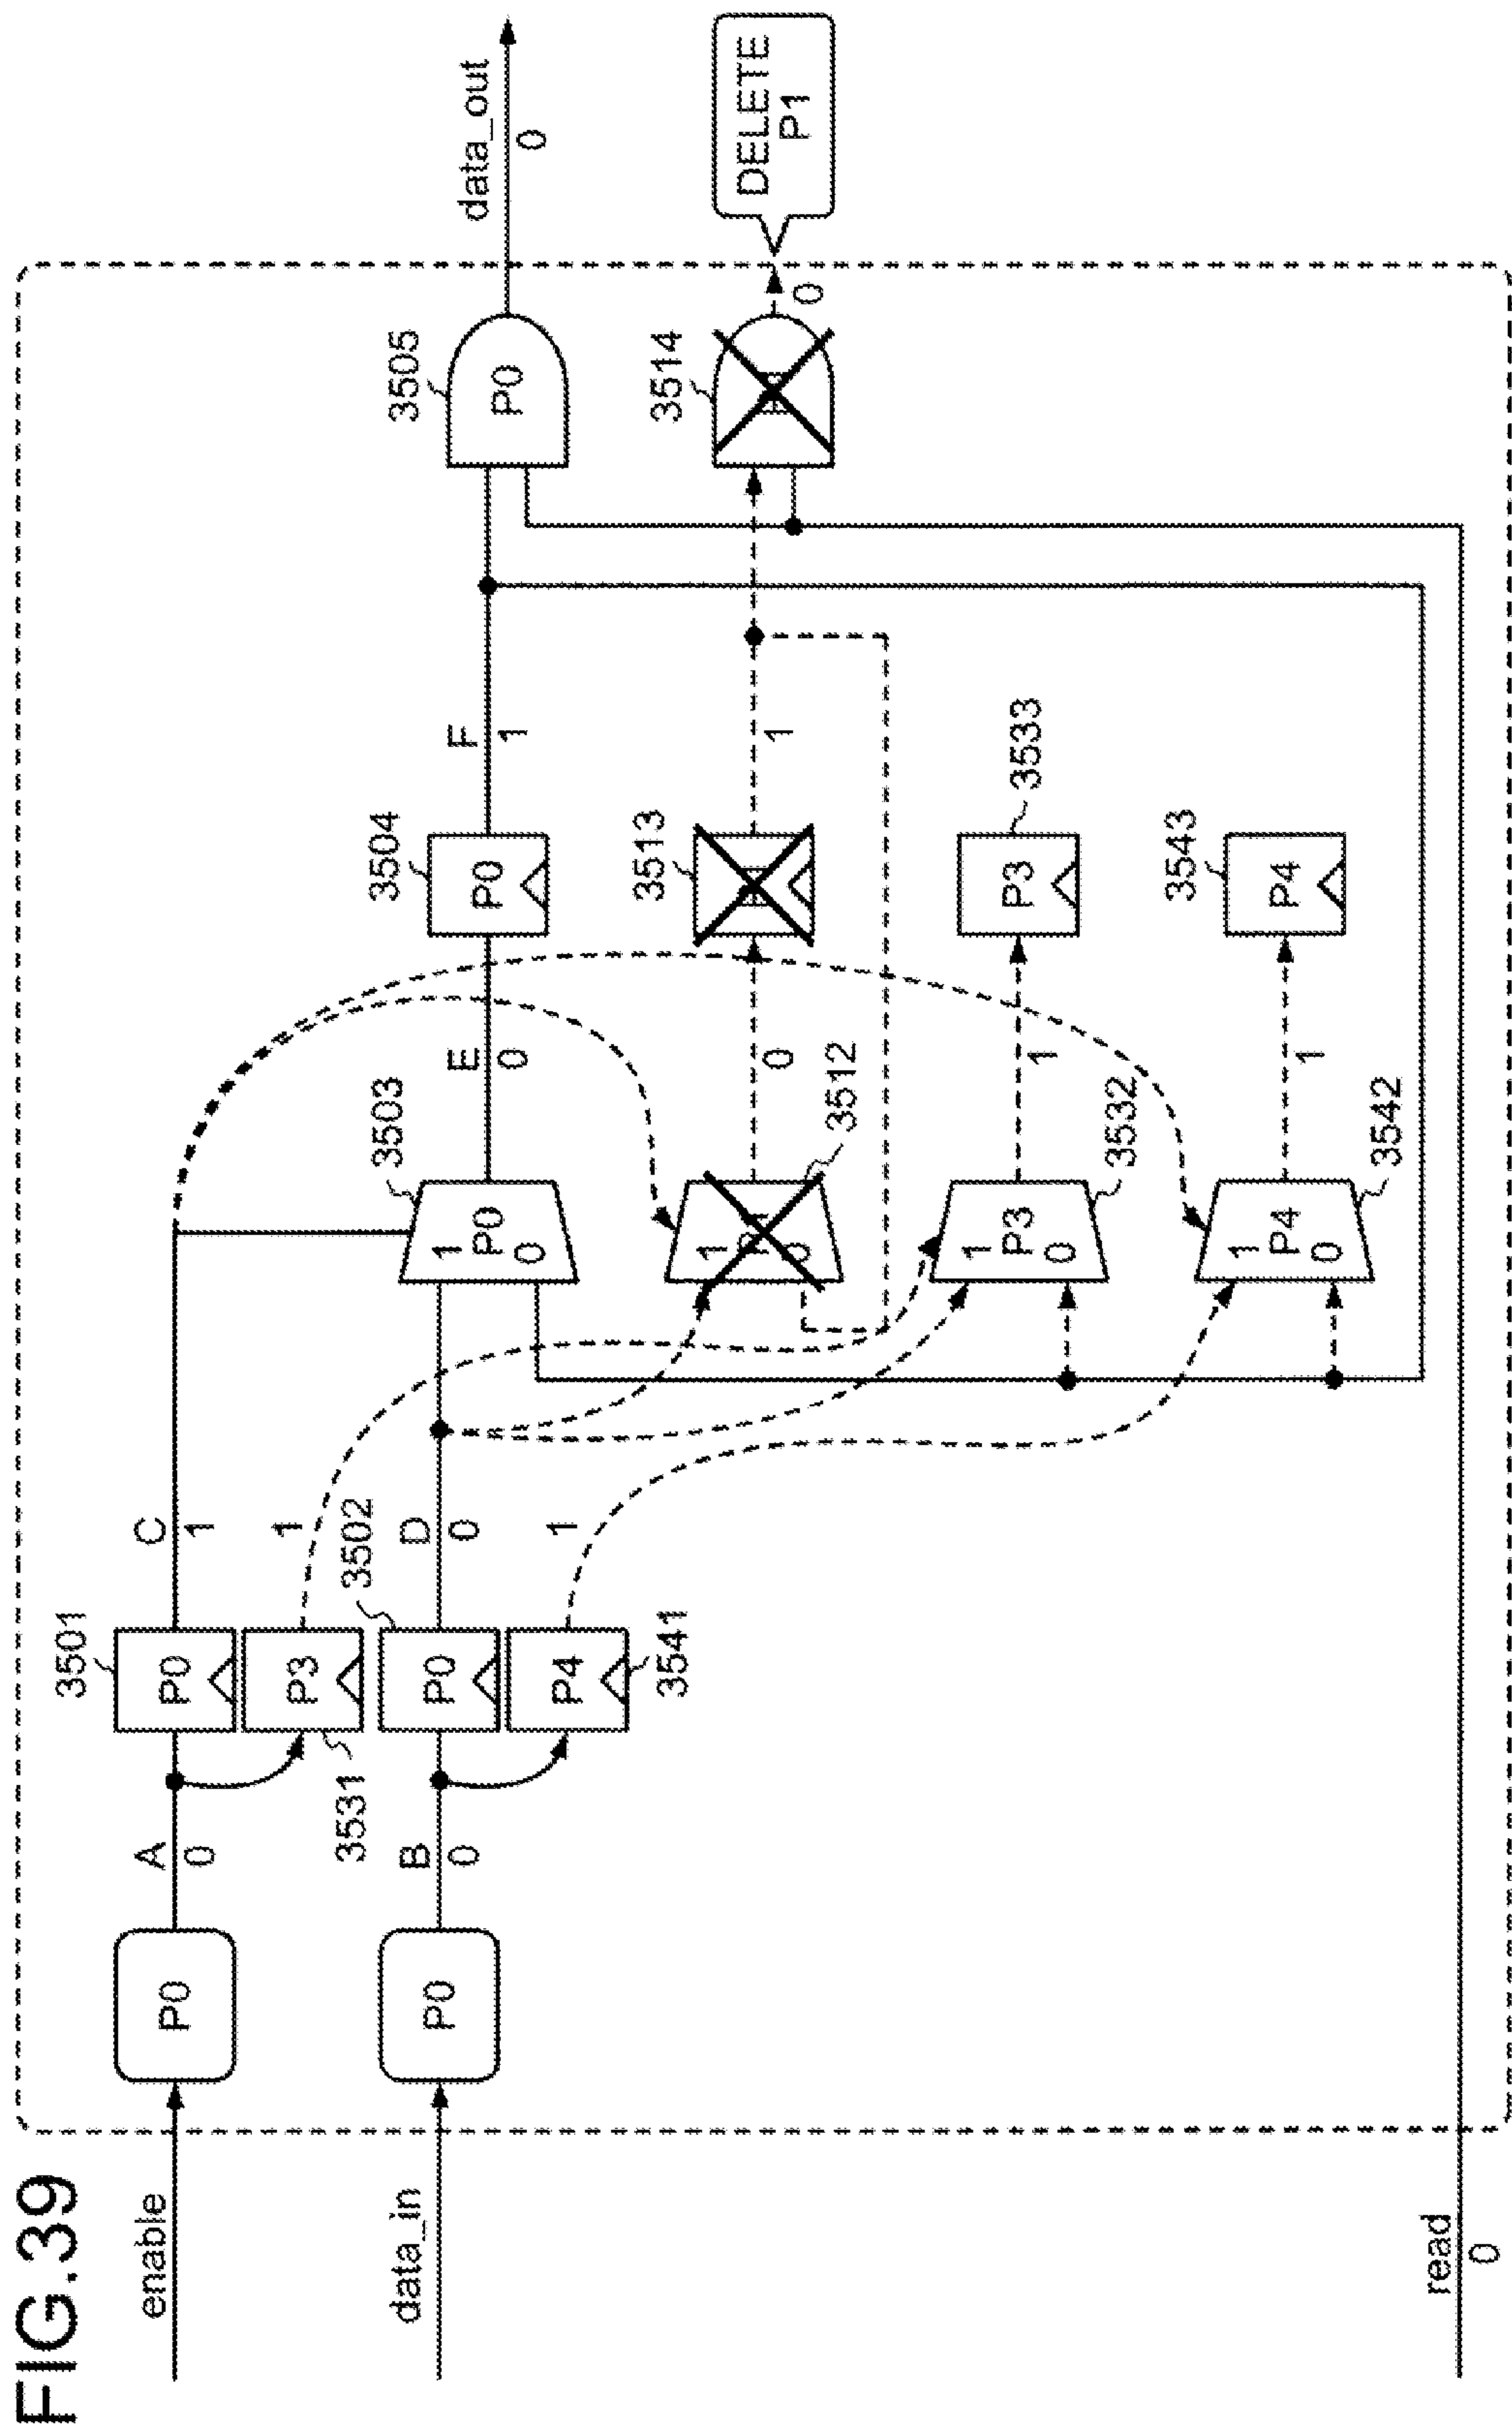 FIG.39
enable
P0
A
0
3501
P0
C
1
P3
3531
1
data_in
P0
B
0
3502
P0
D
0
P4
3541
1
3503
1
P0
0
E
0
3504
P0
F
1
3505
P0
data_out
0
1
0
3512
0
3513
1
3514
0
DELETE
P1
1
P3
0
3532
1
P3
3533
1
P4
0
3542
1
P4
3543
read
0